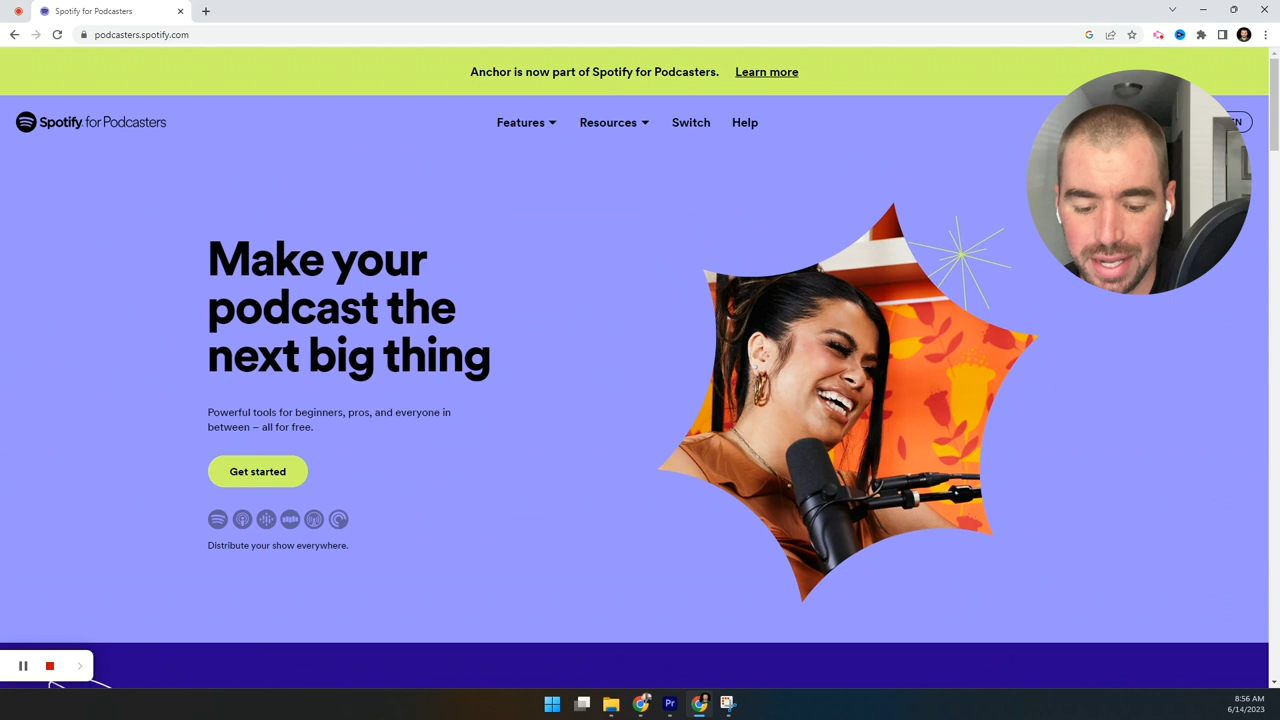 Spotify for Podcasters
podcasters.spotify.com
Anchor is now part of Spotify for Podcasters. Learn more
Spotify for Podcasters
Features Resources Switch Help
EN
Make your
podcast the
next big thing
Powerful tools for beginners, pros, and everyone in
between – all for free.
Get started
Distribute your show everywhere.
Pr
8:56 AM
6/14/2023